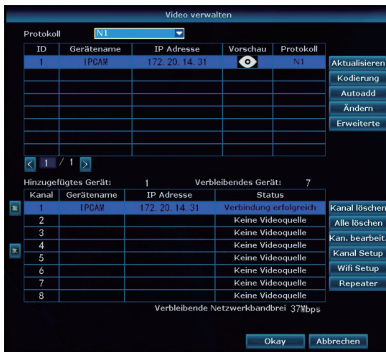 Video verwalten
Protokoll N1
ID Gerätename IP Adresse Vorschau Protokoll
1 IPCAM 172. 20. 14. 31 N1
Aktualisieren
Kodierung
Autoadd
Ändern
Erweiterte
< 1 / 1 >
Hinzugefügtes Gerät: 1 Verbleibendes Gerät: 7
Kanal Gerätename IP Adresse Status
1 IPCAM 172. 20. 14. 31 Verbindung erfolgreich Kanal löschen
2 Keine Videoquelle Alle löschen
3 Keine Videoquelle Kan. bearbeit.
4 Keine Videoquelle Kanal Setup
5 Keine Videoquelle
6 Keine Videoquelle Wifi Setup
7 Keine Videoquelle Repeater
8 Keine Videoquelle
Verbleibende Netzwerkbandbrei 37Mbps
Okay Abbrechen